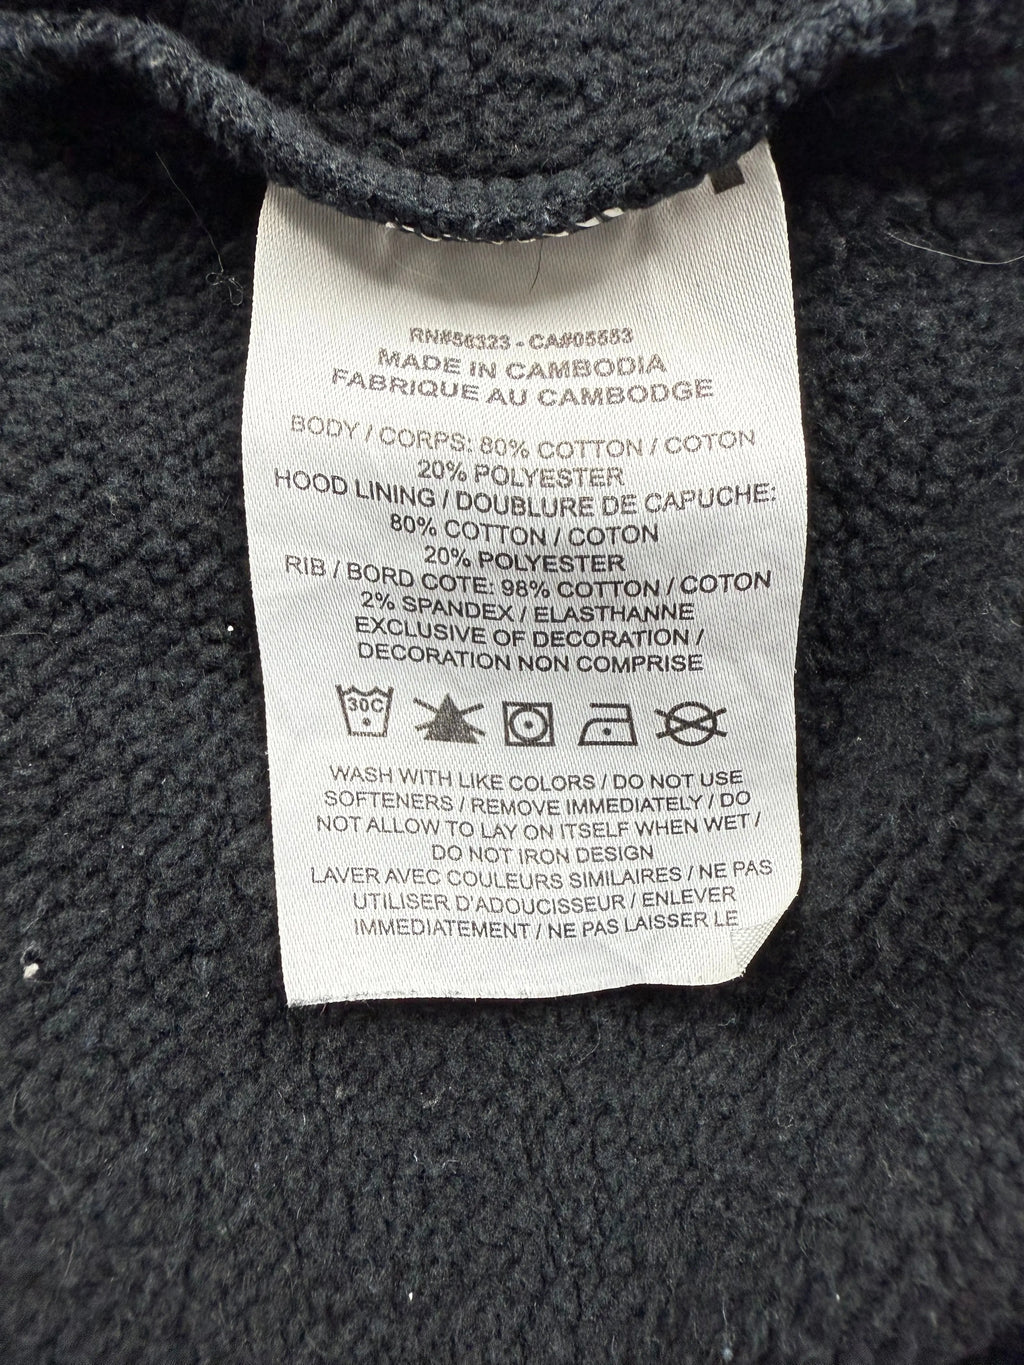 RN#56323 - CA#05553
MADE IN CAMBODIA
FABRIQUE AU CAMBODGE
BODY / CORPS: 80% COTTON / COTON
20% POLYESTER
HOOD LINING / DOUBLURE DE CAPUCHE:
80% COTTON / COTON
20% POLYESTER
RIB / BORD COTE: 98% COTTON / COTON
2% SPANDEX / ELASTHANNE
EXCLUSIVE OF DECORATION /
DECORATION NON COMPRISE
30C
WASH WITH LIKE COLORS / DO NOT USE
SOFTENERS / REMOVE IMMEDIATELY / DO
NOT ALLOW TO LAY ON ITSELF WHEN WET /
DO NOT IRON DESIGN
LAVER AVEC COULEURS SIMILAIRES / NE PAS
UTILISER D'ADOUCISSEUR / ENLEVER
IMMEDIATEMENT / NE PAS LAISSER LE